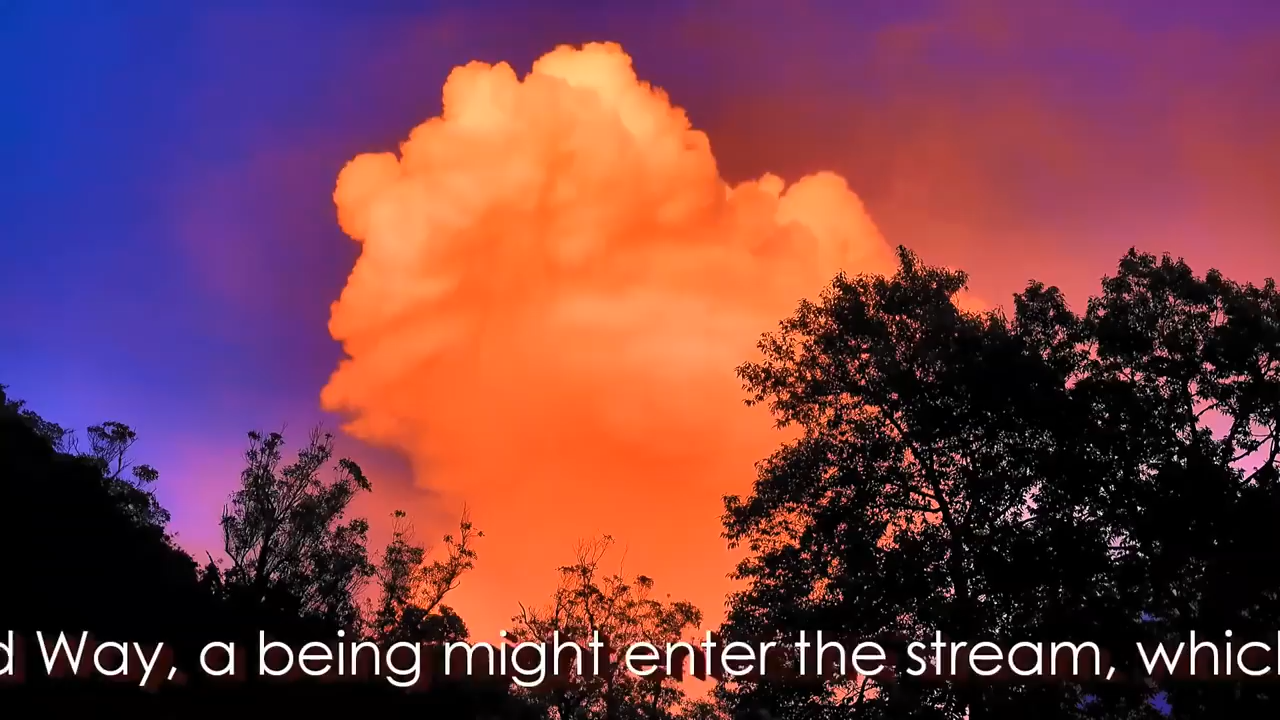 d Way, a being might enter the stream, which